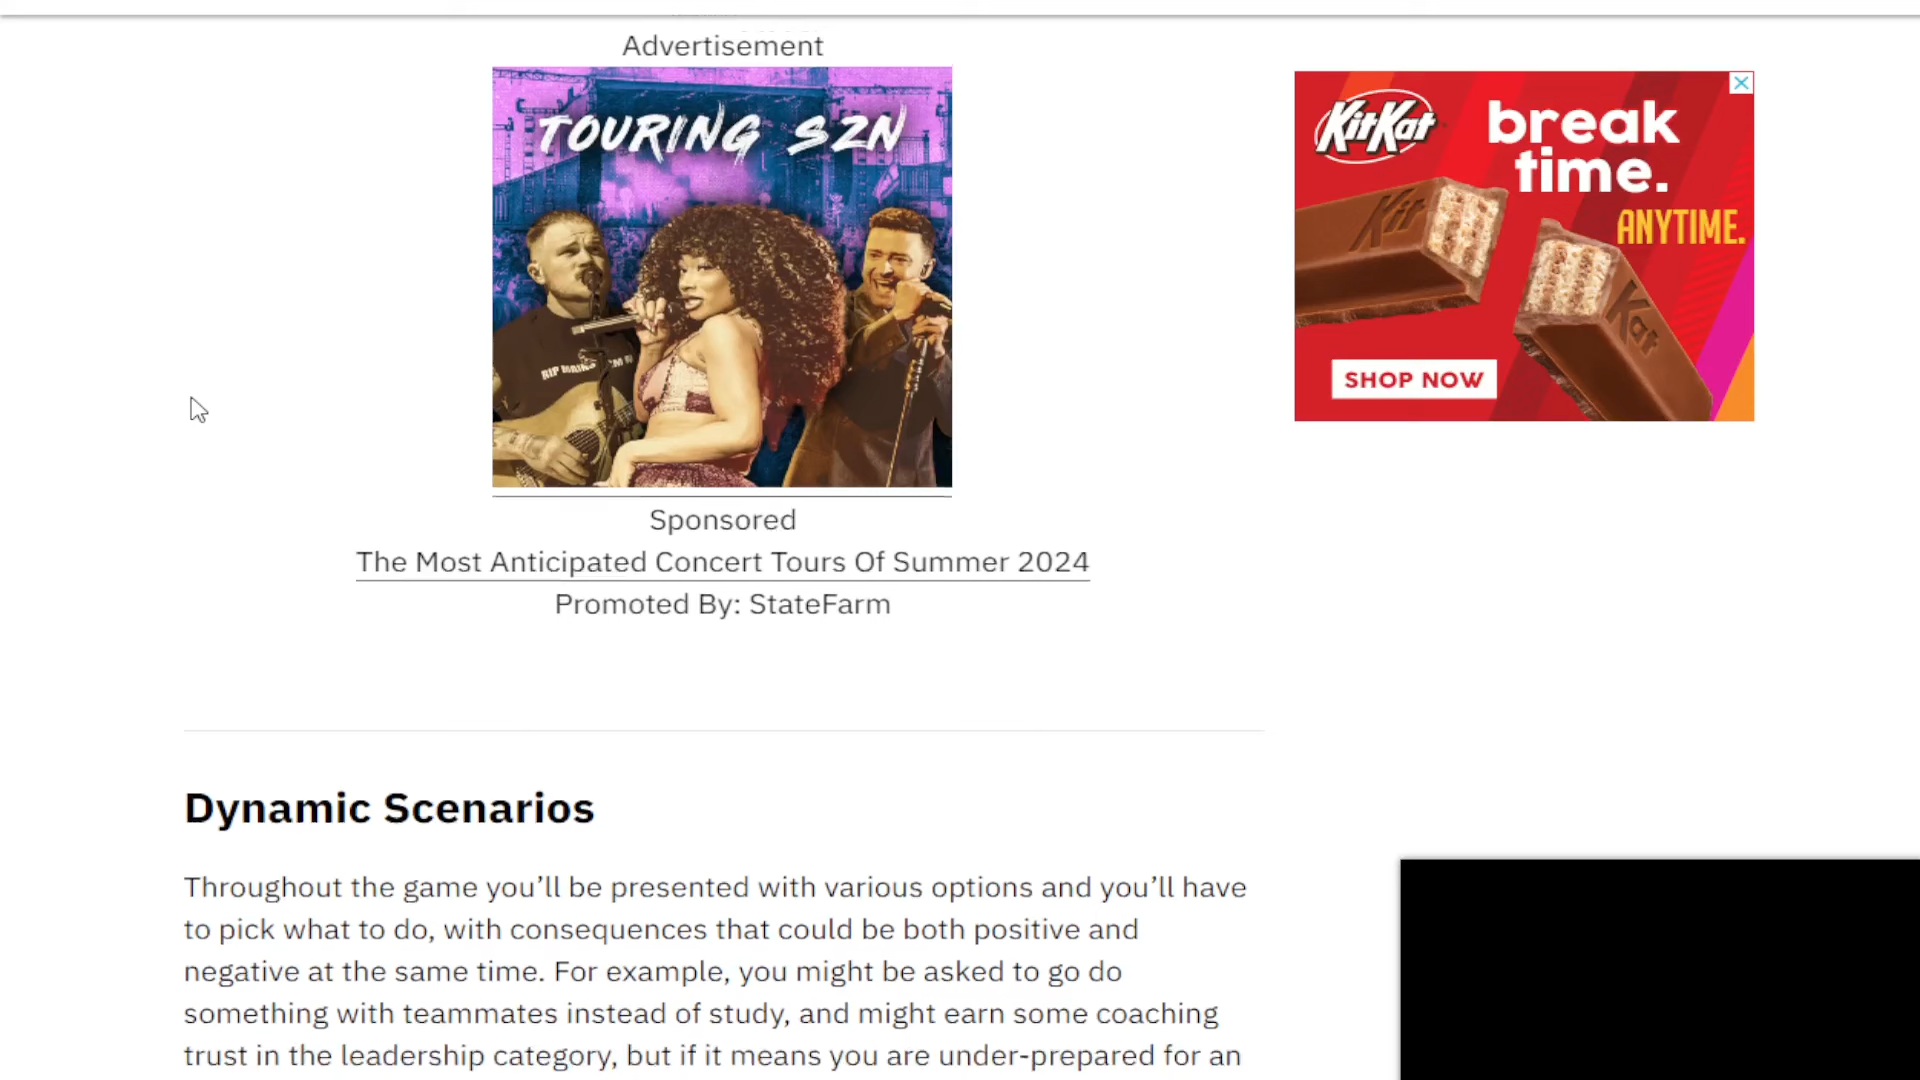 Advertisement
TOURING SZN
Sponsored
The Most Anticipated Concert Tours Of Summer 2024
Promoted By: StateFarm
KitKat
break
time.
ANYTIME.
Kit
Kat
SHOP NOW
Dynamic Scenarios
Throughout the game you’ll be presented with various options and you’ll have
to pick what to do, with consequences that could be both positive and
negative at the same time. For example, you might be asked to go do
something with teammates instead of study, and might earn some coaching
trust in the leadership category, but if it means you are under-prepared for an